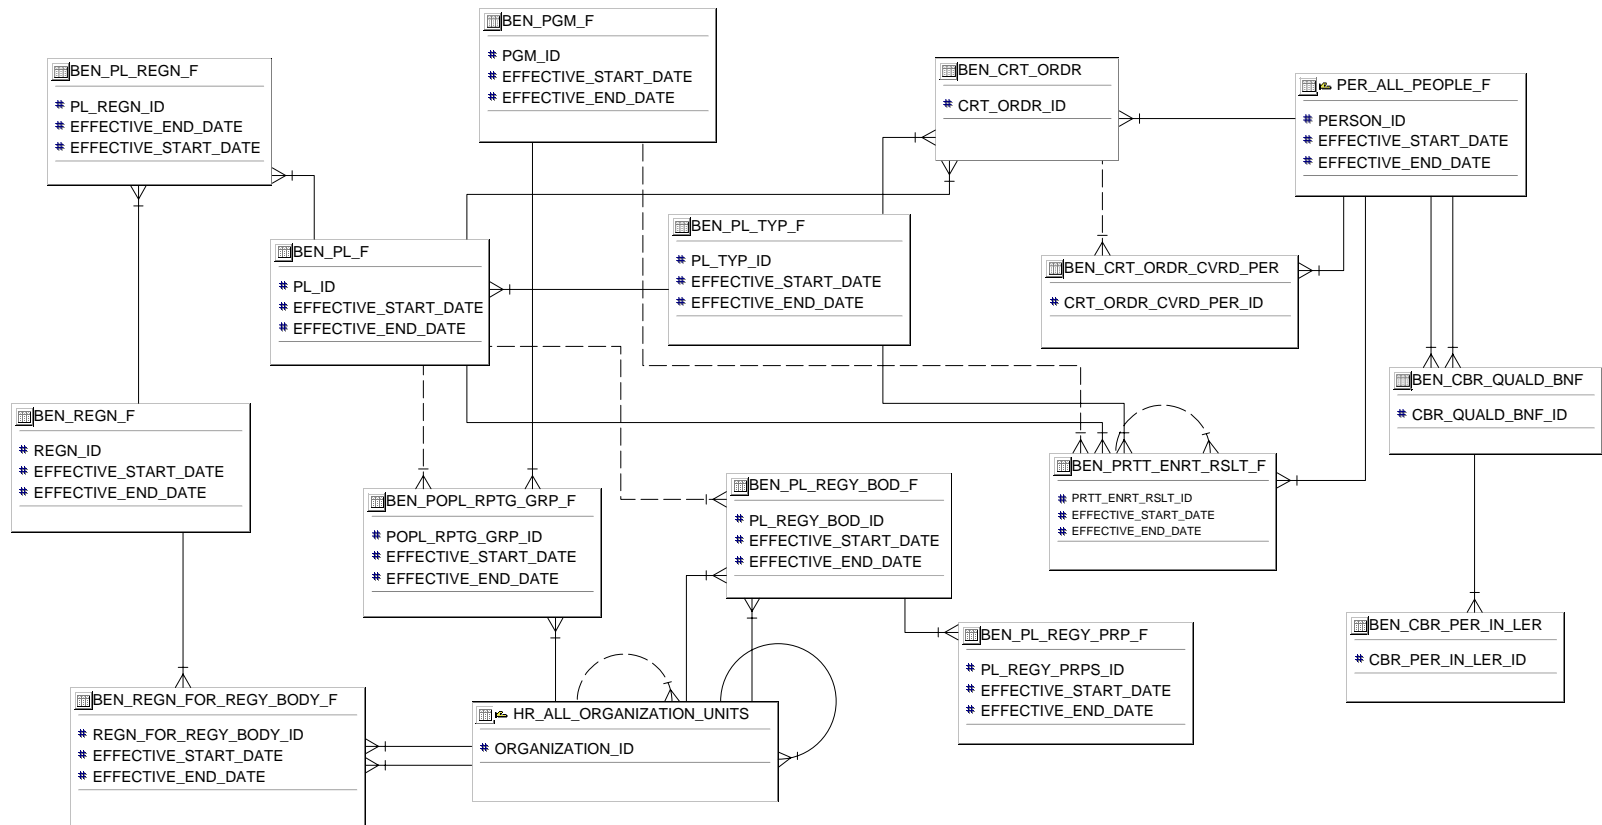 BEN_PGM_F
# PGM_ID
# EFFECTIVE_START_DATE
# EFFECTIVE_END_DATE
BEN_PL_REGN_F
# PL_REGN_ID
# EFFECTIVE_END_DATE
# EFFECTIVE_START_DATE
BEN_CRT_ORDR
# CRT_ORDR_ID
PER_ALL_PEOPLE_F
# PERSON_ID
# EFFECTIVE_START_DATE
# EFFECTIVE_END_DATE
BEN_PL_F
# PL_ID
# EFFECTIVE_START_DATE
# EFFECTIVE_END_DATE
BEN_PL_TYP_F
# PL_TYP_ID
# EFFECTIVE_START_DATE
# EFFECTIVE_END_DATE
BEN_CRT_ORDR_CVRD_PER
# CRT_ORDR_CVRD_PER_ID
BEN_CBR_QUALD_BNF
# CBR_QUALD_BNF_ID
BEN_REGN_F
# REGN_ID
# EFFECTIVE_START_DATE
# EFFECTIVE_END_DATE
BEN_POPL_RPTG_GRP_F
# POPL_RPTG_GRP_ID
# EFFECTIVE_START_DATE
# EFFECTIVE_END_DATE
BEN_PL_REGY_BOD_F
# PL_REGY_BOD_ID
# EFFECTIVE_START_DATE
# EFFECTIVE_END_DATE
BEN_PRTT_ENRT_RSLT_F
# PRTT_ENRT_RSLT_ID
# EFFECTIVE_START_DATE
# EFFECTIVE_END_DATE
BEN_PL_REGY_PRP_F
# PL_REGY_PRPS_ID
# EFFECTIVE_START_DATE
# EFFECTIVE_END_DATE
BEN_CBR_PER_IN_LER
# CBR_PER_IN_LER_ID
BEN_REGN_FOR_REGY_BODY_F
# REGN_FOR_REGY_BODY_ID
# EFFECTIVE_START_DATE
# EFFECTIVE_END_DATE
HR_ALL_ORGANIZATION_UNITS
# ORGANIZATION_ID